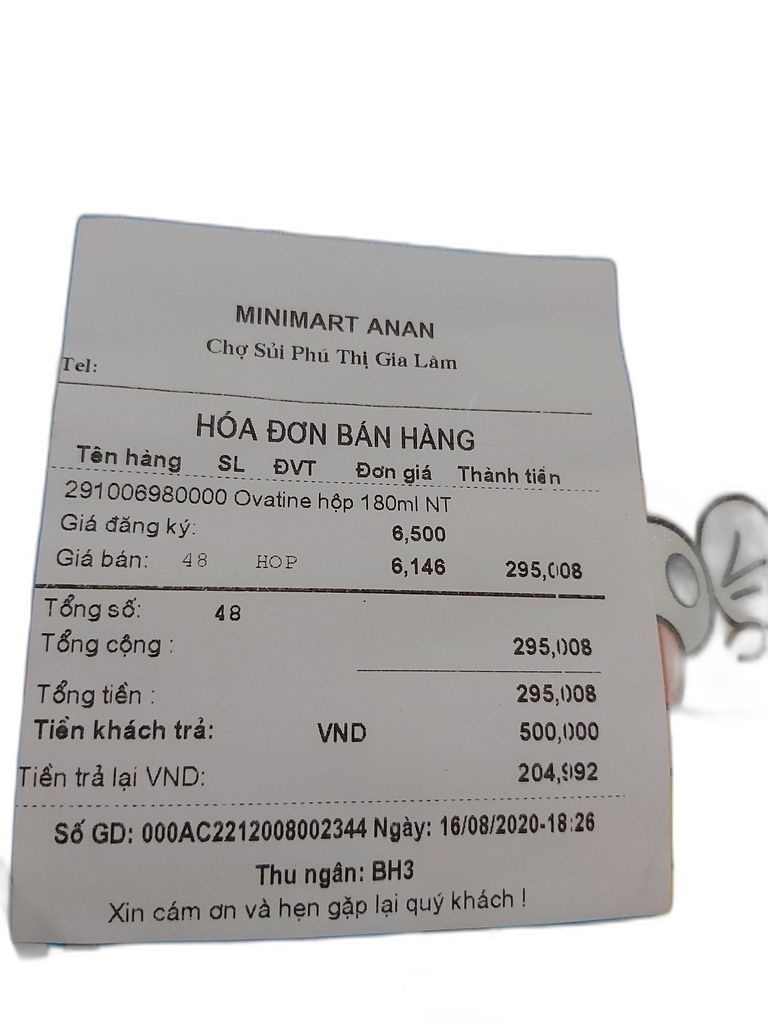 MINIMART ANAN
Chợ Sủi Phú Thị Gia Lâm
Tel:
HÓA ĐƠN BÁN HÀNG
Tên hàng SL ĐVT Đơn giá Thành tiền
291006980000 Ovatine hộp 180ml NT
Giá đăng ký: 6,500
Giá bán: 48 HOP 6,146 295,008
Tổng số: 48
Tổng cộng : 295,008
Tổng tiền : 295,008
Tiền khách trả: VND 500,000
Tiền trả lại VND: 204,992
Số GD: 000AC2212008002344 Ngày: 16/08/2020-18:26
Thu ngân: BH3
Xin cám ơn và hẹn gặp lại quý khách !